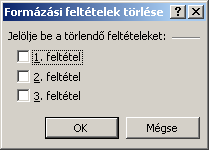 Formázási feltételek törlése
Jelölje be a törlendő feltételeket:
1. feltétel
2. feltétel
3. feltétel
OK
Mégse